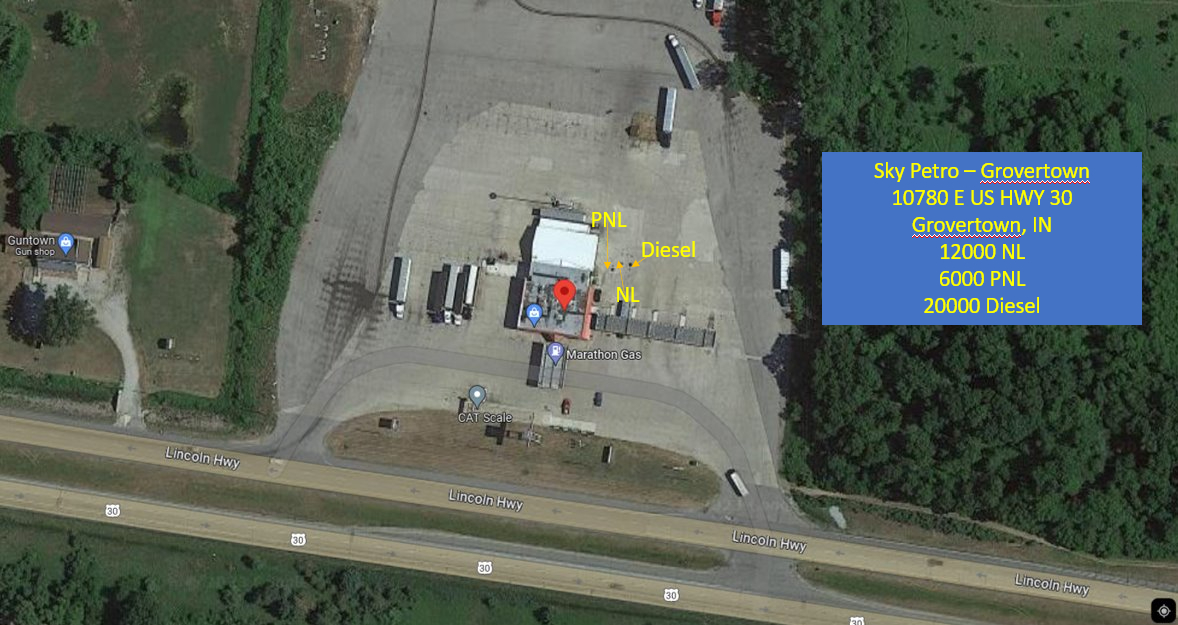 PNL
Diesel
NL
Sky Petro – Grovertown
10780 E US HWY 30
Grovertown, IN
12000 NL
6000 PNL
20000 Diesel
Guntown
Gun shop
Marathon Gas
CAT Scale
Lincoln Hwy
Lincoln Hwy
Lincoln Hwy
Lincoln Hwy
30
30
30
30
30